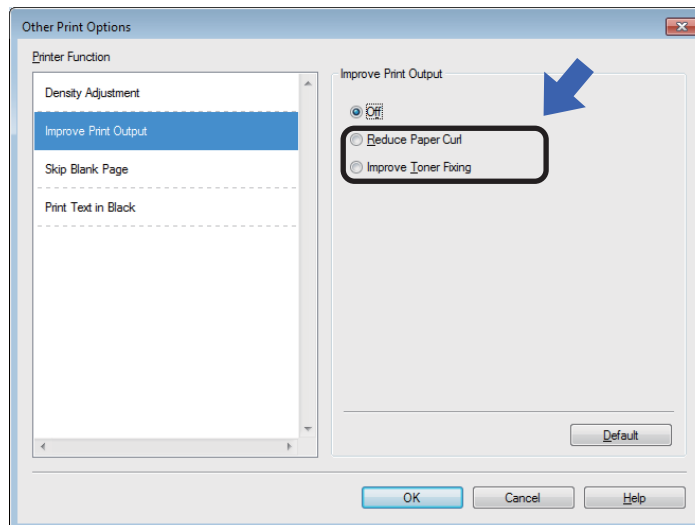 Other Print Options
Printer Function
Density Adjustment
Improve Print Output
Skip Blank Page
Print Text in Black
Improve Print Output
Off
Reduce Paper Curl
Improve Toner Fixing
Default
OK
Cancel
Help